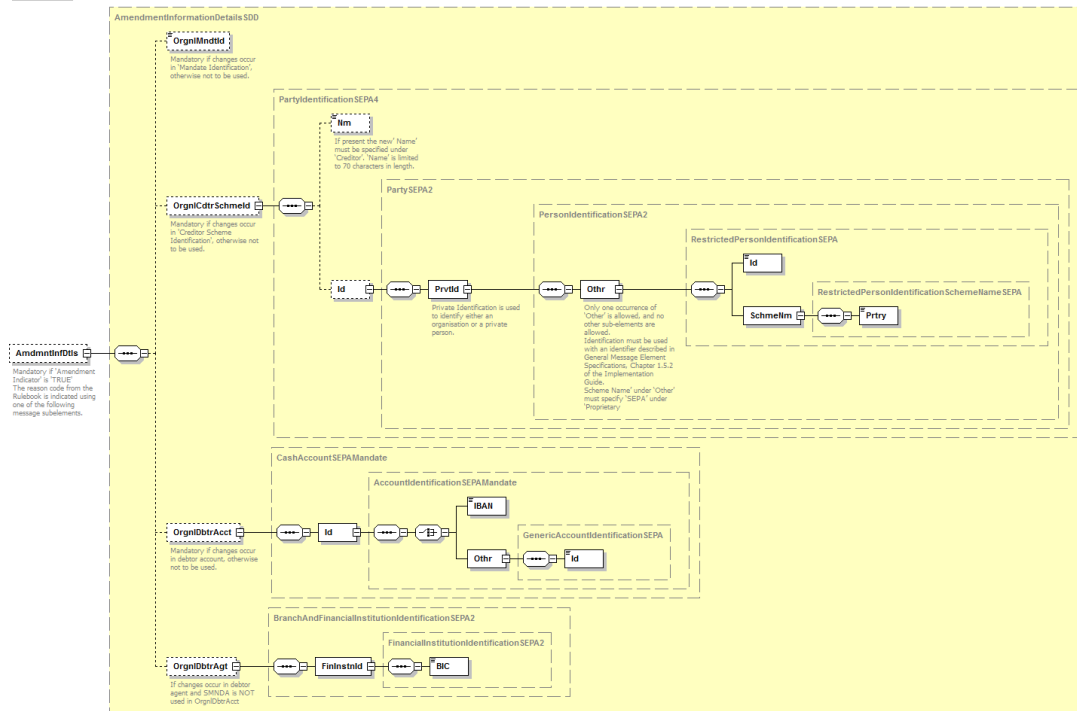 AmendmentInformationDetailsSDD
OrgnlMndtId
Mandatory if changes occur
in 'Mandate Identification',
otherwise not to be used.
PartyIdentificationSEPA4
Nm
If present the new' Name'
must be specified under
'Creditor'. 'Name' is limited
to 70 characters in length.
PartySEPA2
PersonIdentificationSEPA2
OrgnlCdtrSchmeId
Mandatory if changes occur
in 'Creditor Scheme
Identification', otherwise not
to be used.
RestrictedPersonIdentificationSEPA
Id
Id
PrvtId
Private Identification is used
to identify either an
organisation or a private
person.
Othr
Only one occurrence of
'Other' is allowed, and no
other sub-elements are
allowed.
Identification must be used
with an identifier described in
General Message Element
Specifications, Chapter 1.5.2
of the Implementation
Guide.
Scheme Name' under 'Other'
must specify 'SEPA' under
'Proprietary
RestrictedPersonIdentificationSchemeNameSEPA
SchmeNm
Prtry
AmdmntInfDtls
Mandatory if 'Amendment
Indicator' is 'TRUE'
The reason code from the
Rulebook is indicated using
one of the following
message subelements.
CashAccountSEPAMandate
AccountIdentificationSEPAMandate
IBAN
OrgnlDbtrAcct
Mandatory if changes occur
in debtor account, otherwise
not to be used.
Id
GenericAccountIdentificationSEPA
Othr
Id
BranchAndFinancialInstitutionIdentificationSEPA2
FinancialInstitutionIdentificationSEPA2
OrgnlDbtrAgt
If changes occur in debtor
agent and SMNDA is NOT
used in OrgnlDbtrAcct
FinInstnId
BIC